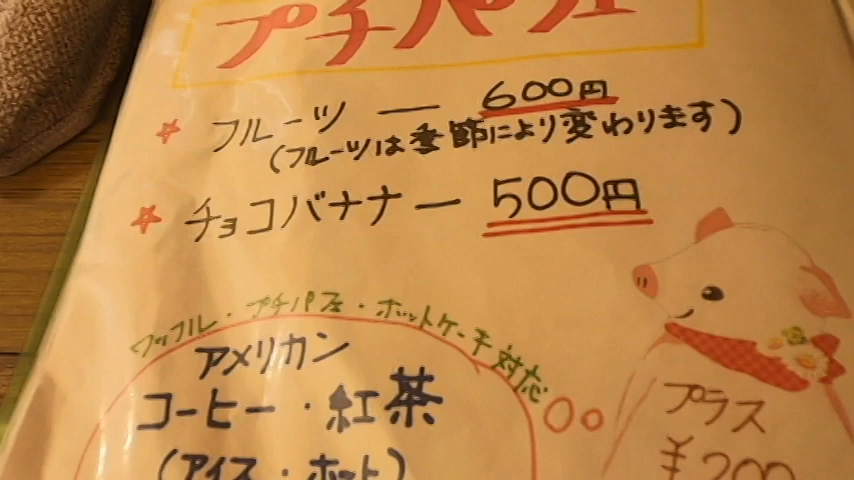 プチパフェ
フルーツ ー 600円
(フルーツは季節により変わります)
チョコバナナー 500円
ワッフル・プチパフェ・ホットケーキ対応
アメリカン
コーヒー・紅茶
(アイス・ホット)
プラス
¥200